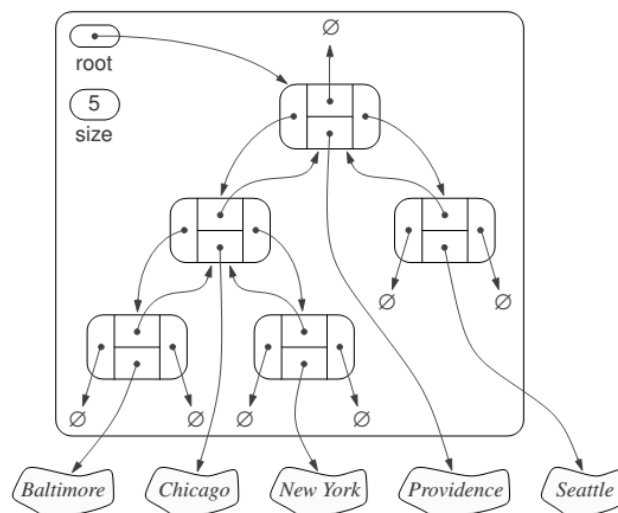 ∅
root
5
size
∅ ∅
∅ ∅ ∅ ∅
Baltimore Chicago New York Providence Seattle